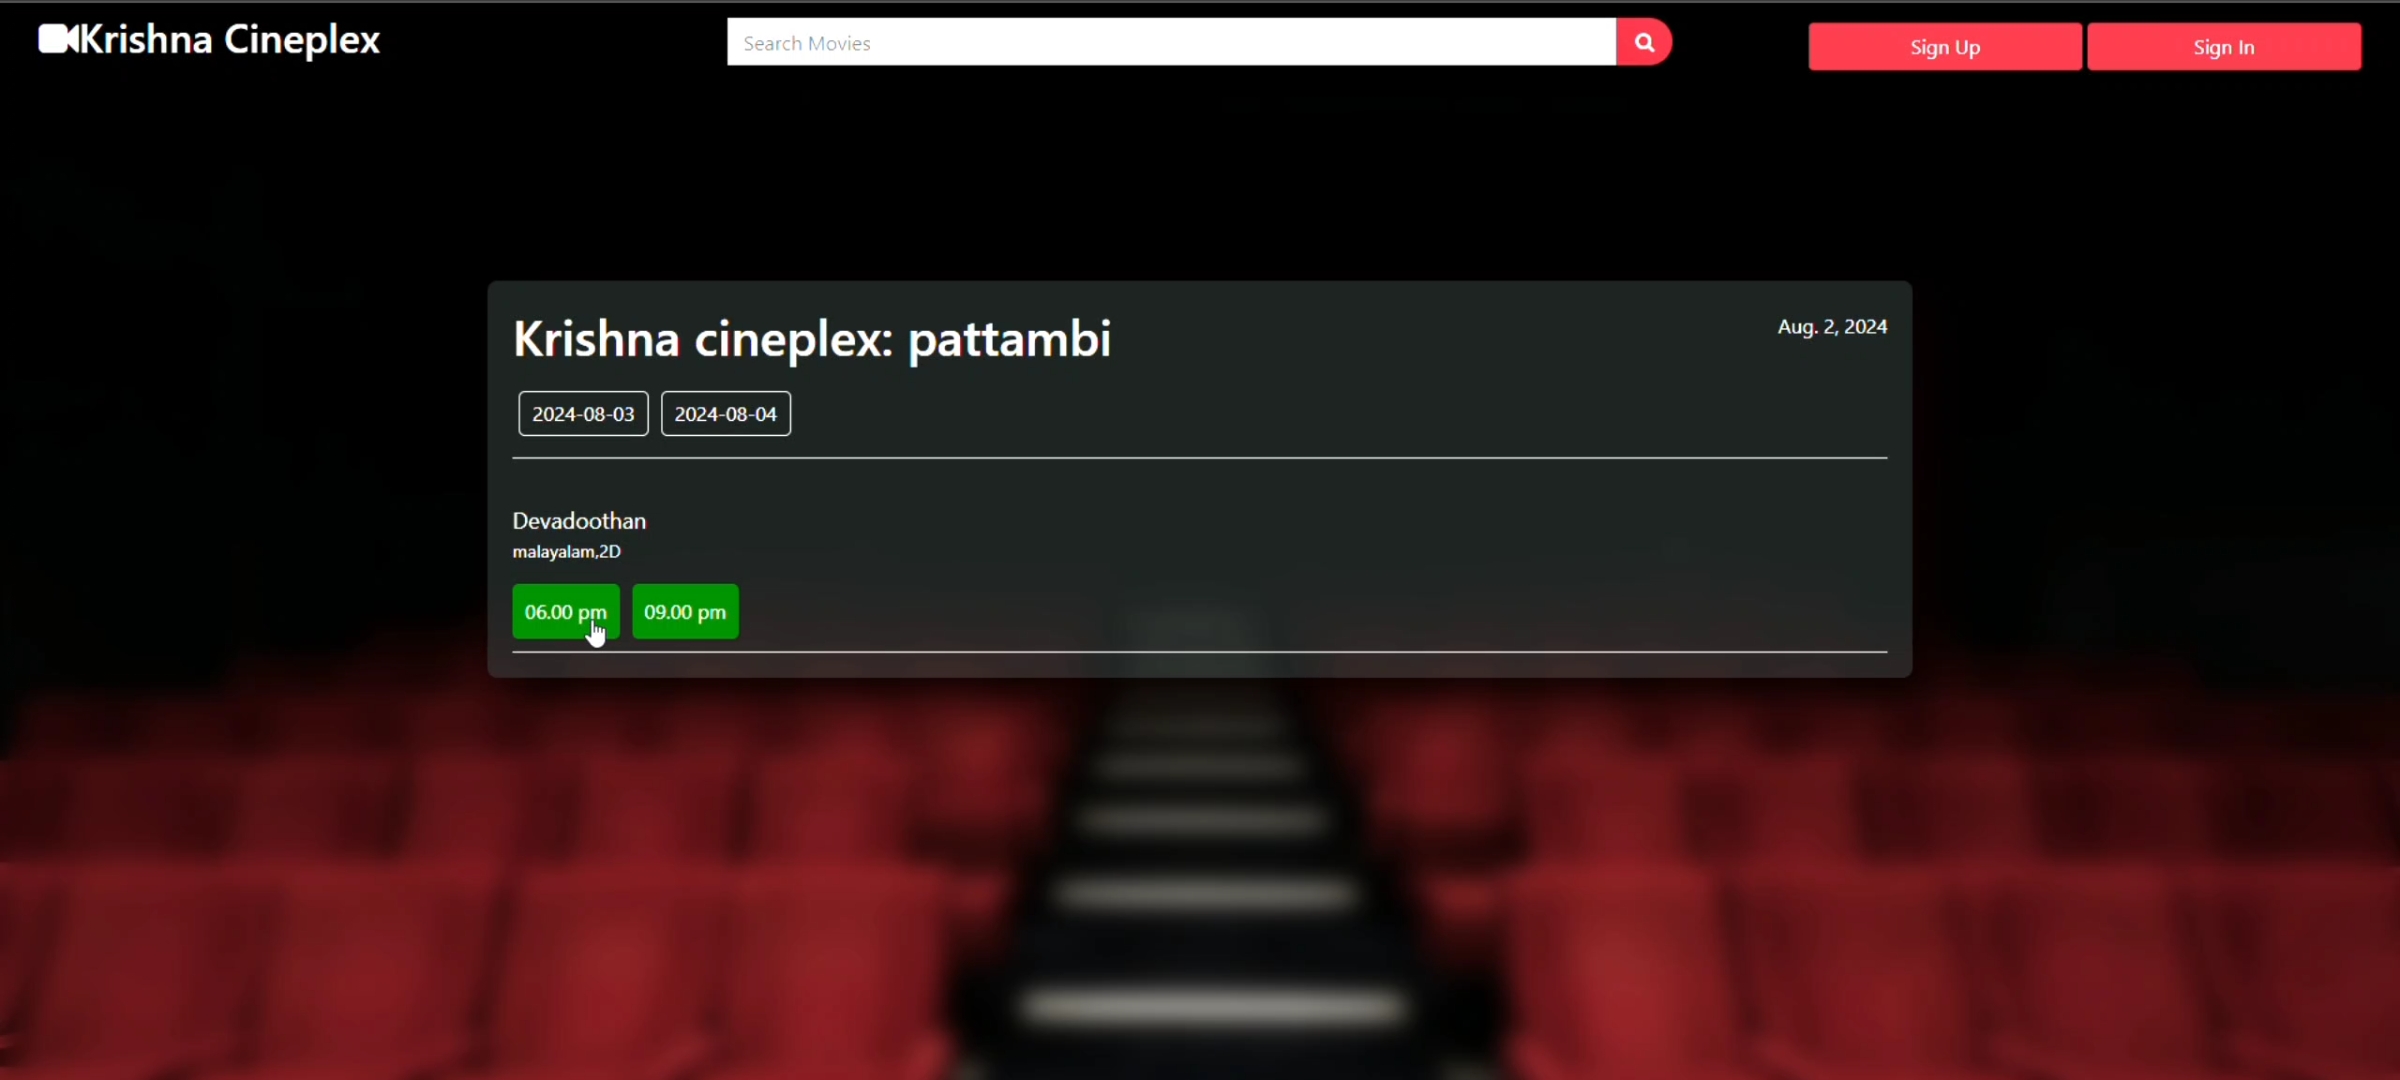 Krishna Cineplex
Search Movies
Sign Up
Sign In
Krishna cineplex: pattambi
Aug. 2, 2024
2024-08-03
2024-08-04
Devadoothan
malayalam,2D
06.00 pm
09.00 pm